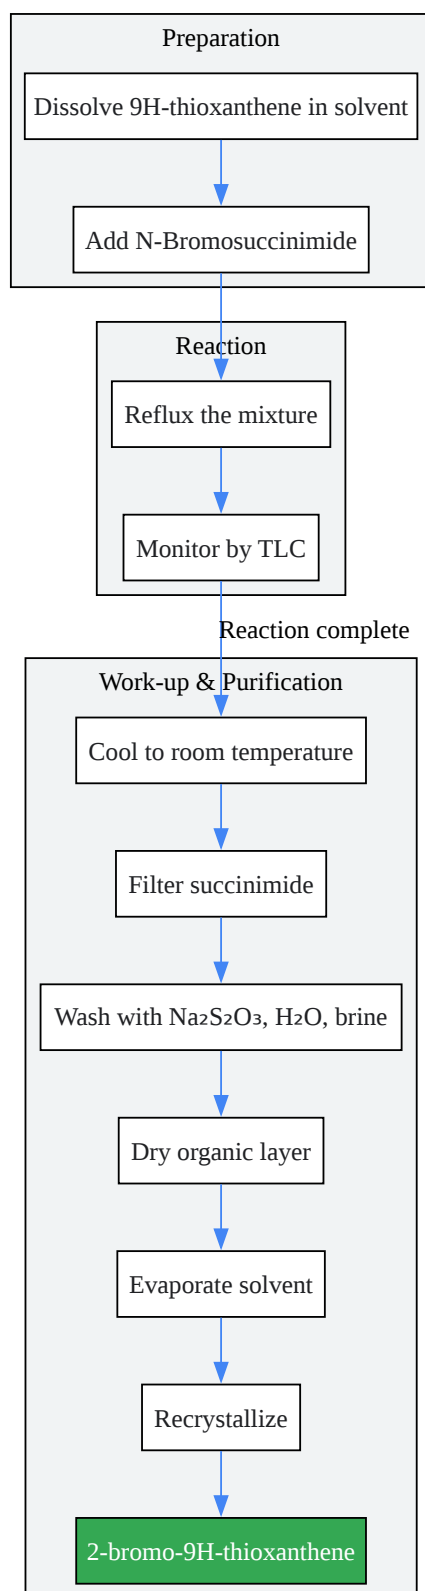 Preparation
Dissolve 9H-thioxanthene in solvent
Add N-Bromosuccinimide
Reaction
Reflux the mixture
Monitor by TLC
Reaction complete
Work-up & Purification
Cool to room temperature
Filter succinimide
Wash with Na₂S₂O₃, H₂O, brine
Dry organic layer
Evaporate solvent
Recrystallize
2-bromo-9H-thioxanthene